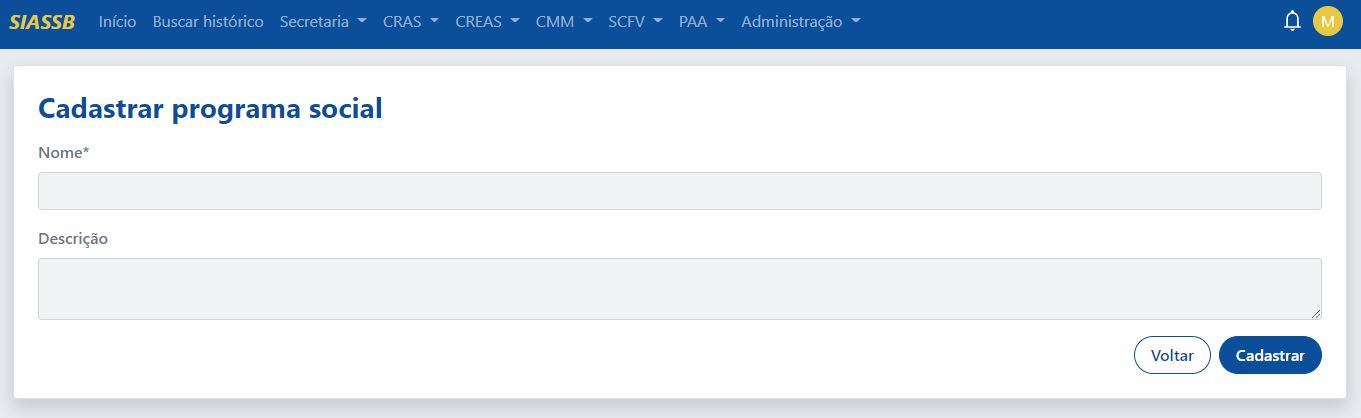 SIASSB Início Buscar histórico Secretaria CRAS CREAS CMM SCFV PAA Administração M
Cadastrar programa social
Nome*
Descrição
Voltar Cadastrar